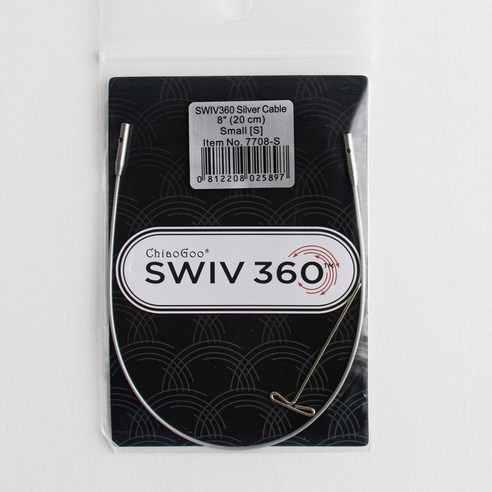 SWIV360 Silver Cable
8" (20 cm)
Small [S]
Item No. 7708-S
0 812208 025897
ChiaoGoo®
SWIV 360™